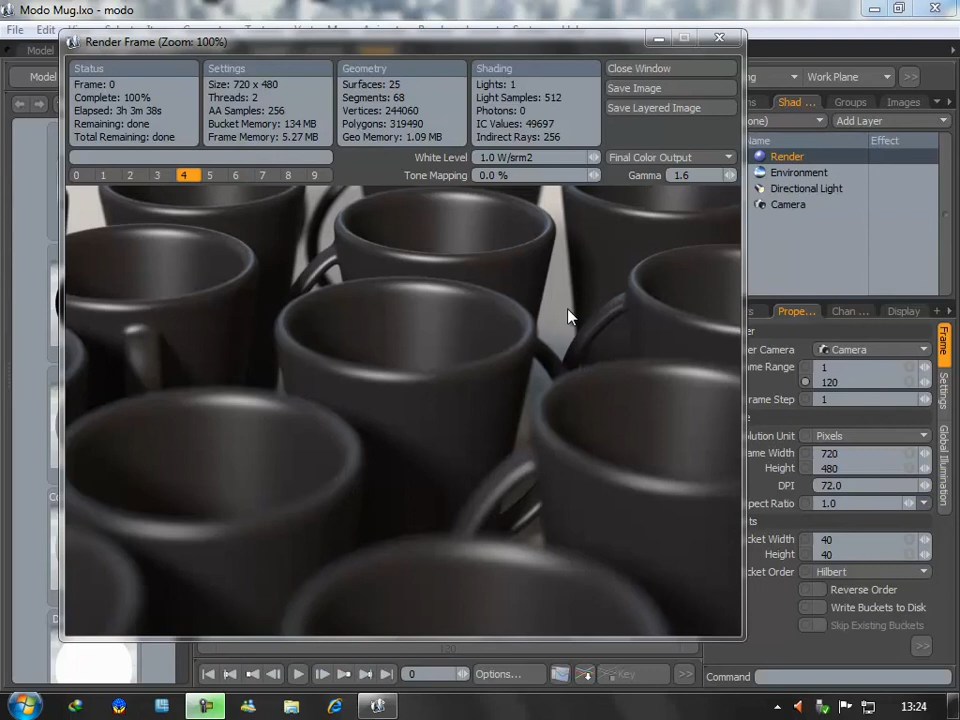 Modo Mug.lxo - modo
File
Model
Render Frame (Zoom: 100%)
Model
Status
Frame: 0
Complete: 100%
Elapsed: 3h 3m 38s
Remaining: done
Total Remaining: done
Settings
Size: 720 x 480
Threads: 2
AA Samples: 256
Bucket Memory: 134 MB
Frame Memory: 5.27 MB
Geometry
Surfaces: 25
Segments: 68
Vertices: 244060
Polygons: 319490
Geo Memory: 1.09 MB
Shading
Lights: 1
Light Samples: 512
Photons: 0
IC Values: 49697
Indirect Rays: 256
Close Window
Save Image
Save Layered Image
White Level 1.0 W/srm2 Final Color Output
0 1 2 3 4 5 6 7 8 9 Tone Mapping 0.0 % Gamma 1.6
Work Plane >>
Shad ... Groups Images
Add Layer
Effect
Render
Environment
Directional Light
Camera
Prope... Chan ... Display +
Camera
1
120
1
Pixels
720
Height 480
DPI 72.0
1.0
40
Height 40
Hilbert
Reverse Order
Write Buckets to Disk
Skip Existing Buckets
>>
Frame
Settings
Global Illumination
120
0 Options... Key >> Command
13:24